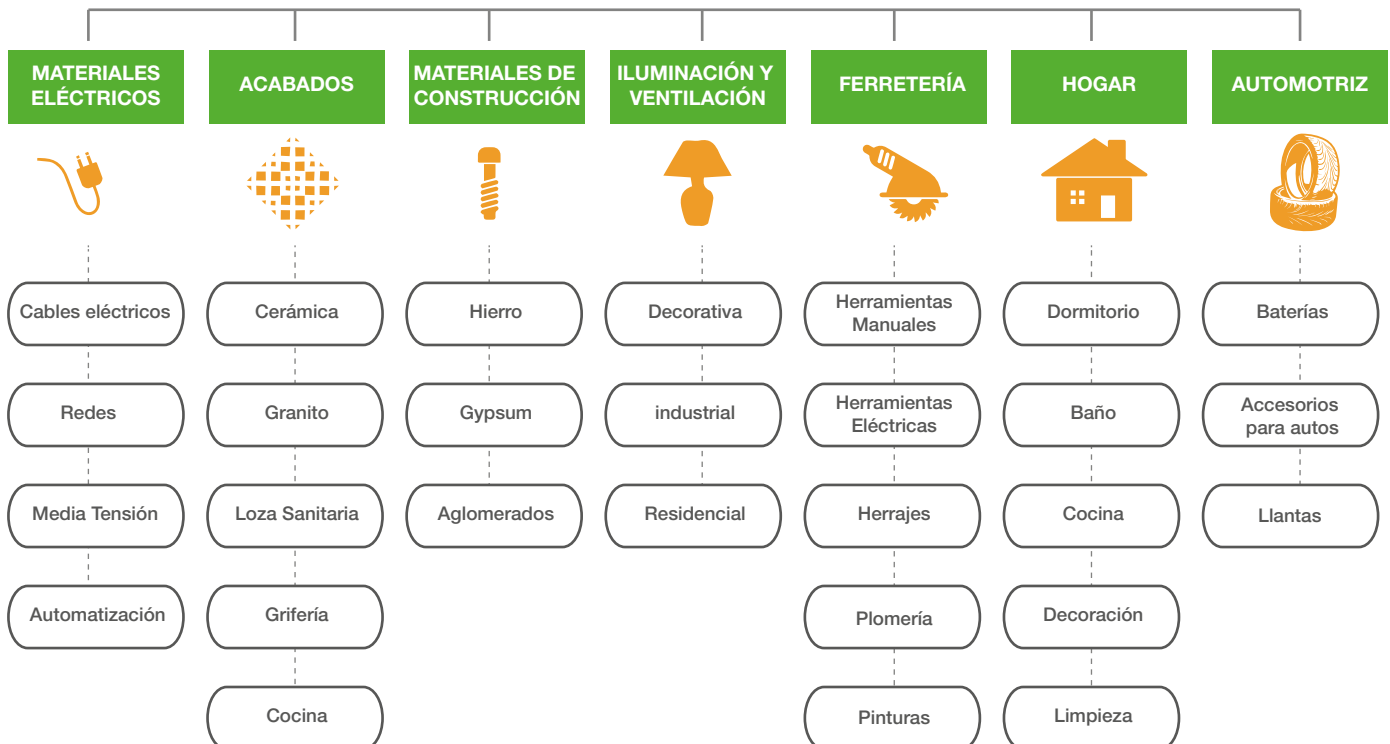 MATERIALES
ELÉCTRICOS
ACABADOS
MATERIALES DE
CONSTRUCCIÓN
ILUMINACIÓN Y
VENTILACIÓN
FERRETERÍA
HOGAR
AUTOMOTRIZ
Cables eléctricos
Cerámica
Hierro
Decorativa
Herramientas
Manuales
Dormitorio
Baterías
Redes
Granito
Gypsum
industrial
Herramientas
Eléctricas
Baño
Accesorios
para autos
Media Tensión
Loza Sanitaria
Aglomerados
Residencial
Herrajes
Cocina
Llantas
Automatización
Grifería
Plomería
Decoración
Cocina
Pinturas
Limpieza